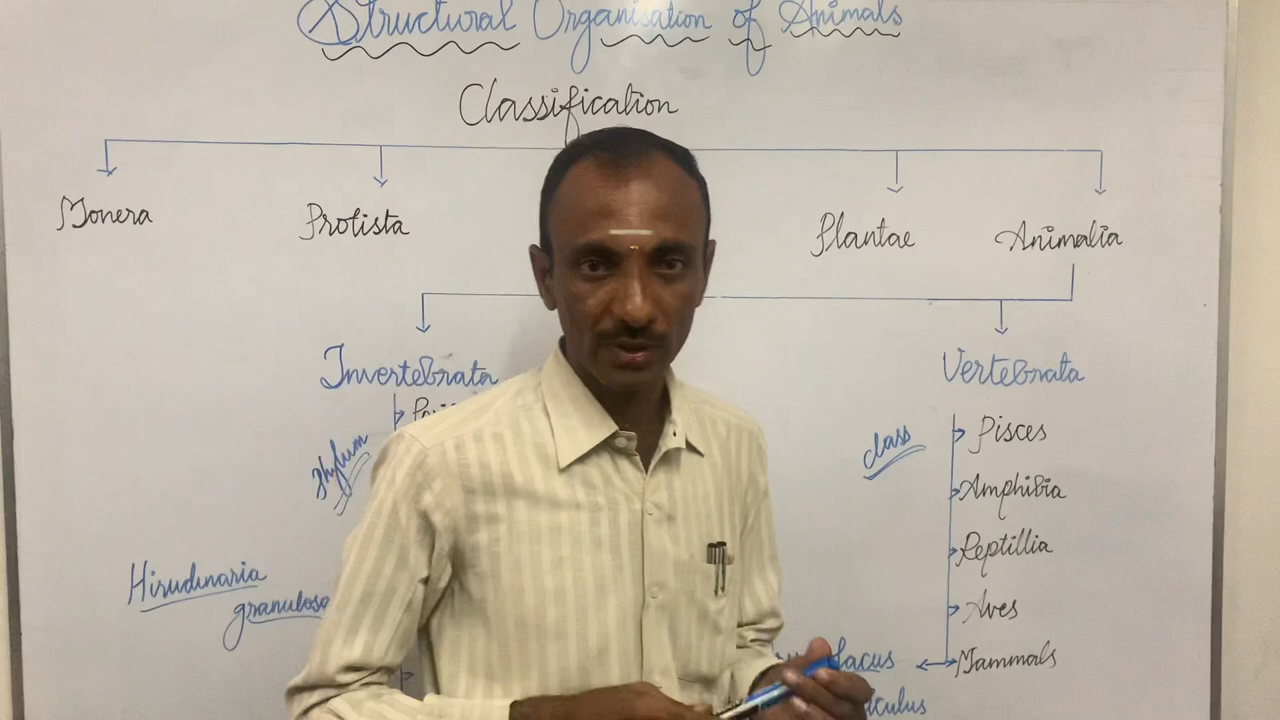 Structural Organisation of Animals
Classification
Monera
Protista
Plantae
Animalia
Invertebrata
Vertebrata
Phylum
class
Pisces
Amphibia
Reptillia
Aves
Mammals
Hirudinaria
granulosa